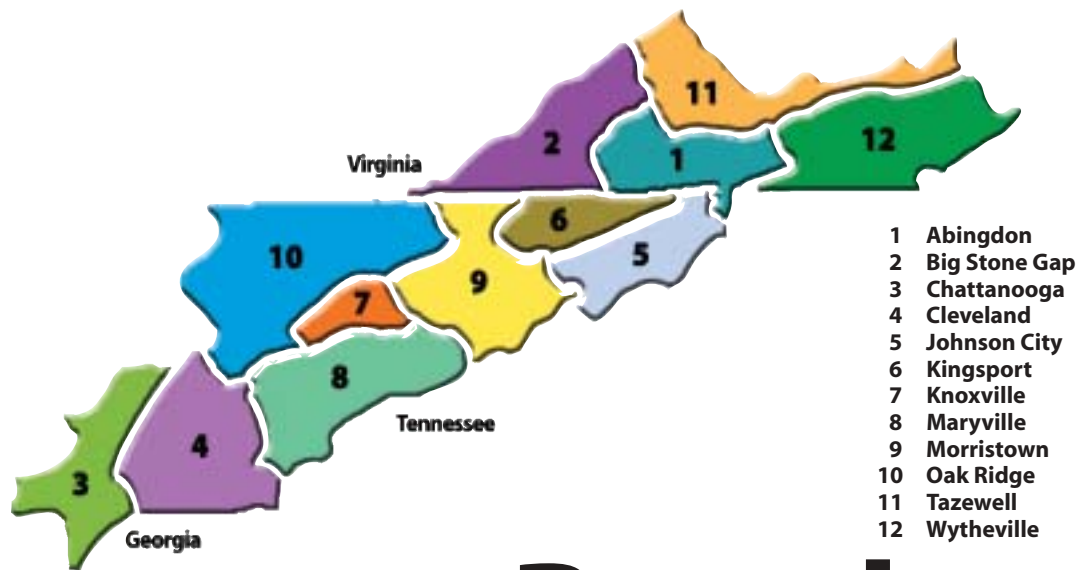 11
12
2
1
Virginia
6
5
10
9
7
8
Tennessee
4
3
Georgia
1 Abingdon
2 Big Stone Gap
3 Chattanooga
4 Cleveland
5 Johnson City
6 Kingsport
7 Knoxville
8 Maryville
9 Morristown
10 Oak Ridge
11 Tazewell
12 Wytheville